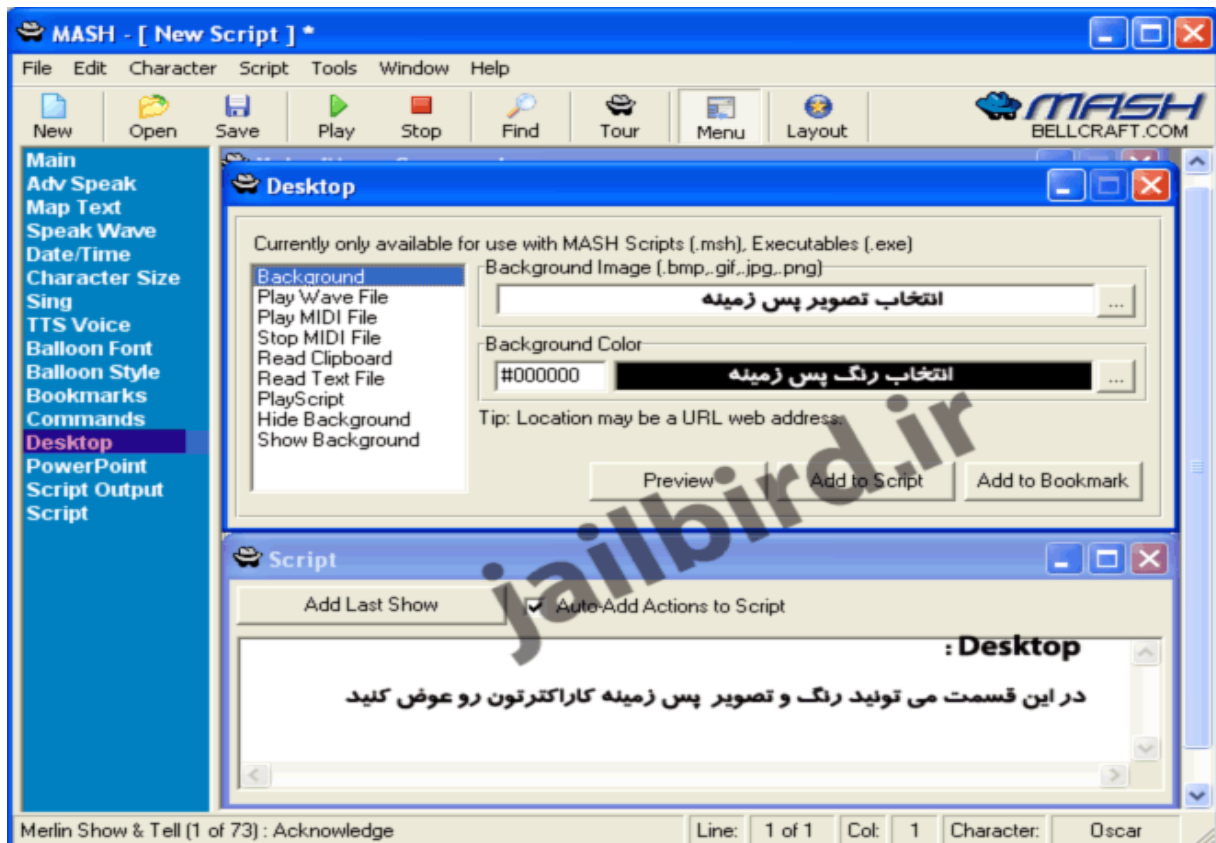 MASH - [ New Script ] *
File Edit Character Script Tools Window Help
New Open Save Play Stop Find Tour Menu Layout
MASH
BELLCRAFT.COM
Main
Adv Speak
Map Text
Speak Wave
Date/Time
Character Size
Sing
TTS Voice
Balloon Font
Balloon Style
Bookmarks
Commands
Desktop
PowerPoint
Script Output
Script
Desktop
Currently only available for use with MASH Scripts (.msh), Executables (.exe)
Background
Play Wave File
Play MIDI File
Stop MIDI File
Read Clipboard
Read Text File
PlayScript
Hide Background
Show Background
Background Image (.bmp,.gif,.jpg,.png)
انتخاب تصویر پس زمینه
...
Background Color
#000000
انتخاب رنگ پس زمینه
...
Tip: Location may be a URL web address.
Preview Add to Script Add to Bookmark
jailbird.ir
Script
Add Last Show Auto-Add Actions to Script
Desktop :
در این قسمت می تونید رنگ و تصویر پس زمینه کاراکترتون رو عوض کنید
Merlin Show & Tell (1 of 73) : Acknowledge Line: 1 of 1 Col: 1 Character: Oscar